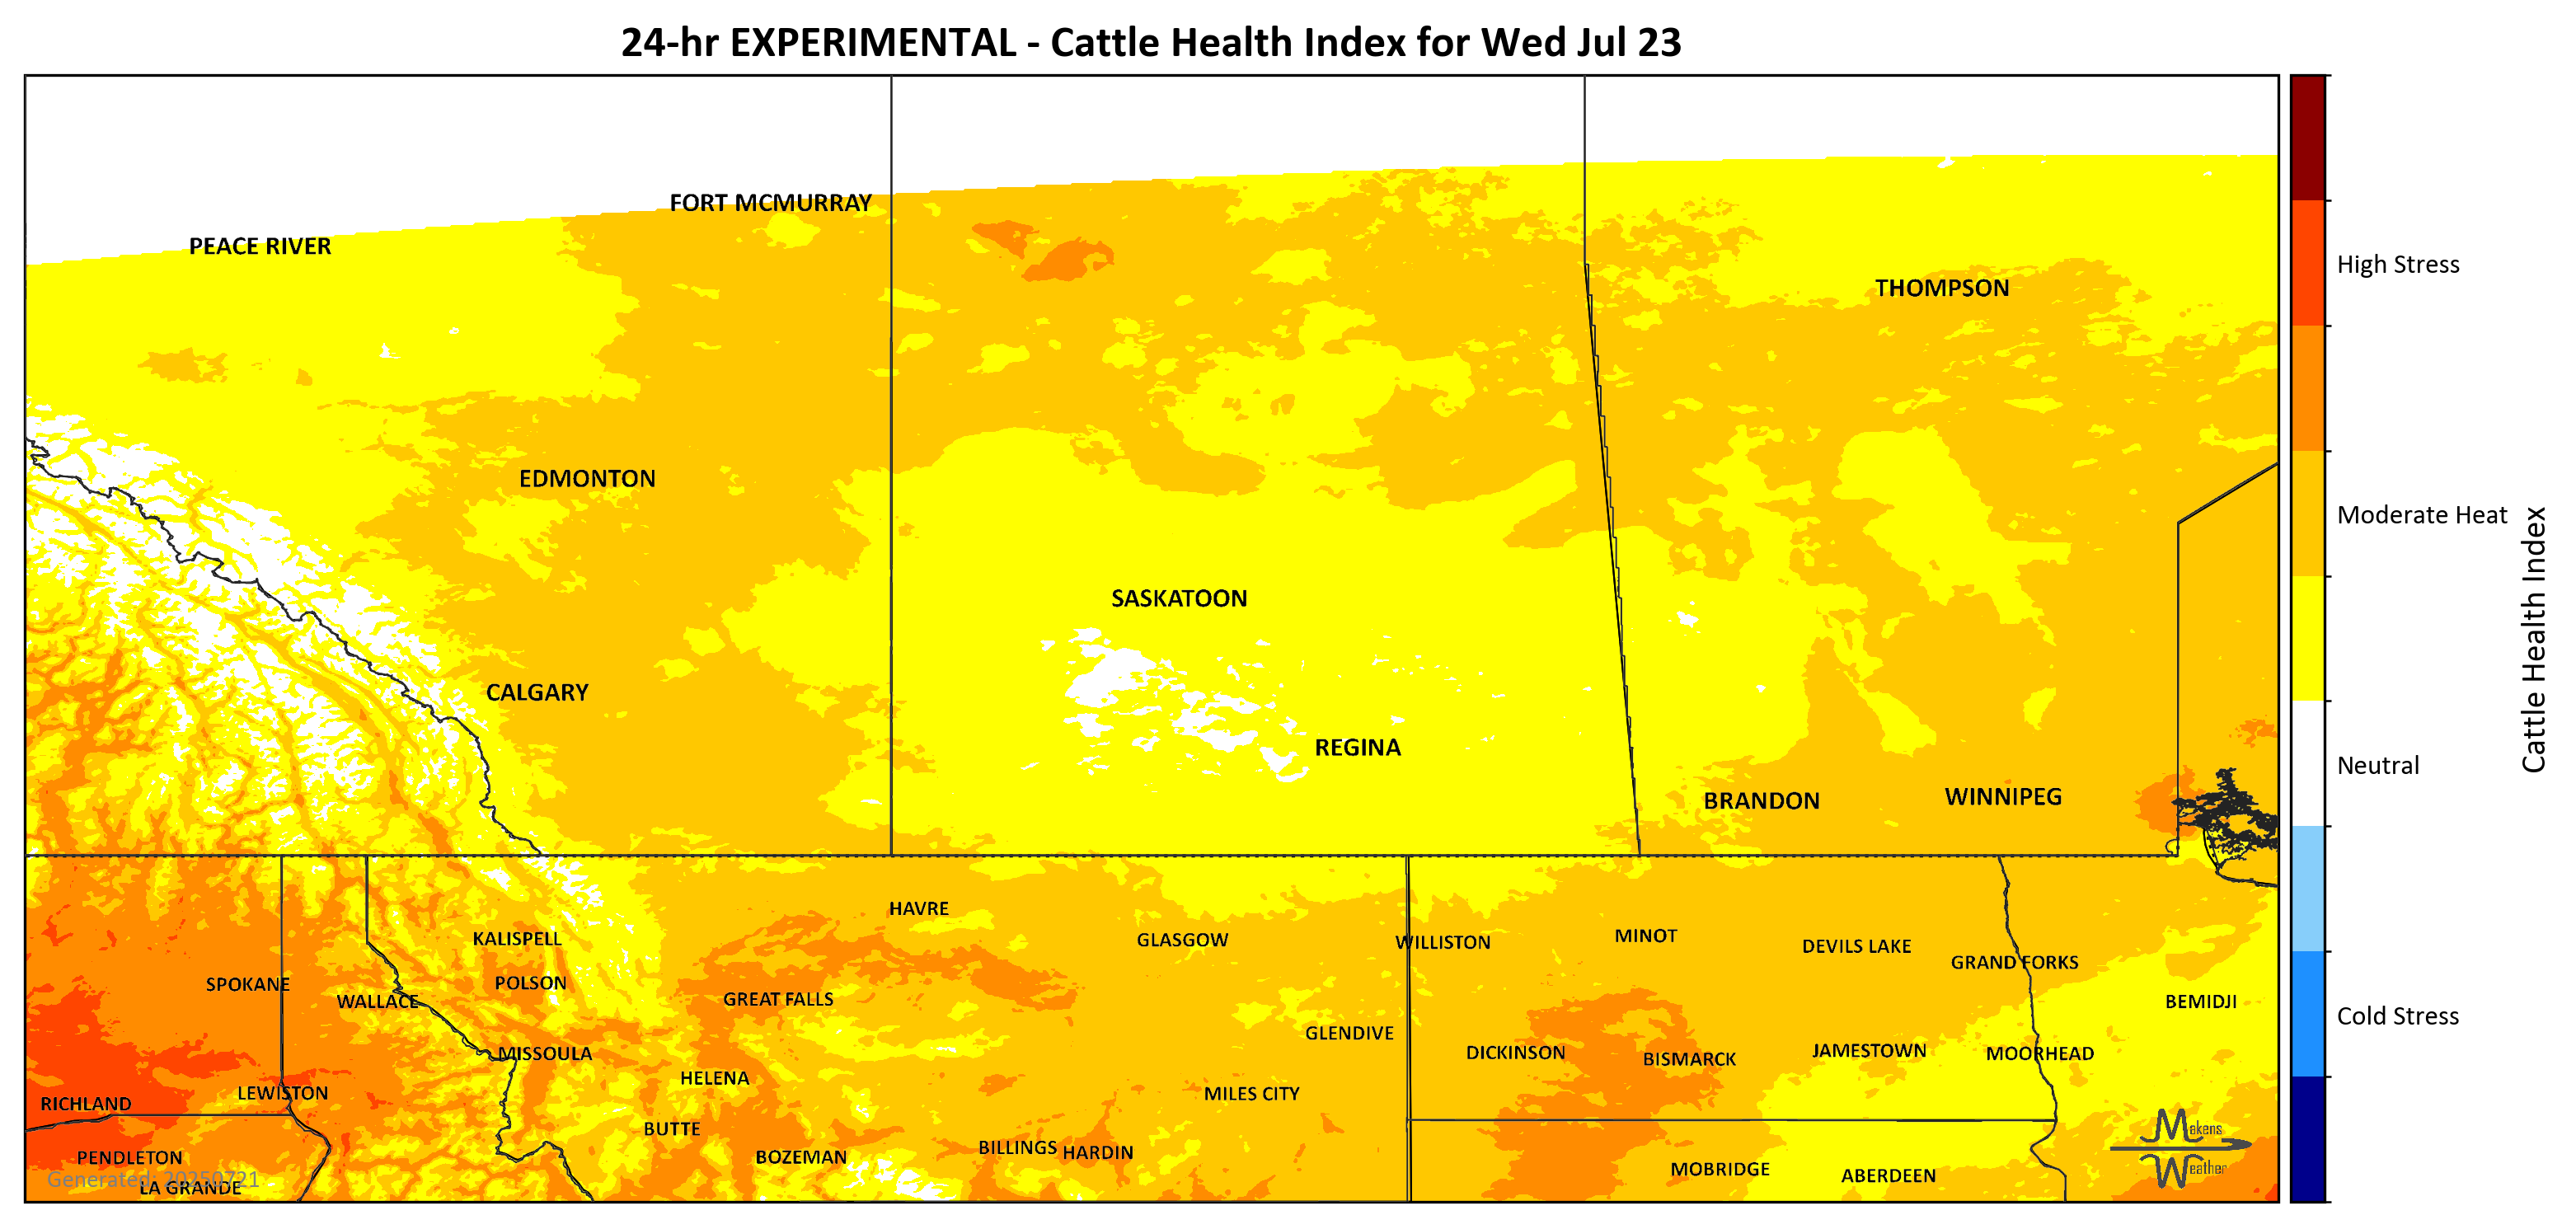 24-hr EXPERIMENTAL - Cattle Health Index for Wed Jul 23
FORT MCMURRAY
PEACE RIVER
High Stress
THOMPSON
EDMONTON
Moderate Heat
SASKATOON
Cattle Health Index
CALGARY
REGINA
Neutral
BRANDON
WINNIPEG
HAVRE
KALISPELL
GLASGOW
WILLISTON
MINOT
DEVILS LAKE
GRAND FORKS
SPOKANE
POLSON
WALLACE
GREAT FALLS
BEMIDJI
Cold Stress
GLENDIVE
MISSOULA
DICKINSON
BISMARCK
JAMESTOWN
MOORHEAD
HELENA
LEWISTON
MILES CITY
RICHLAND
BUTTE
Makens
Weather
PENDLETON
BOZEMAN
BILLINGS
HARDIN
MOBRIDGE
ABERDEEN
Generated: 20250721
LA GRANDE